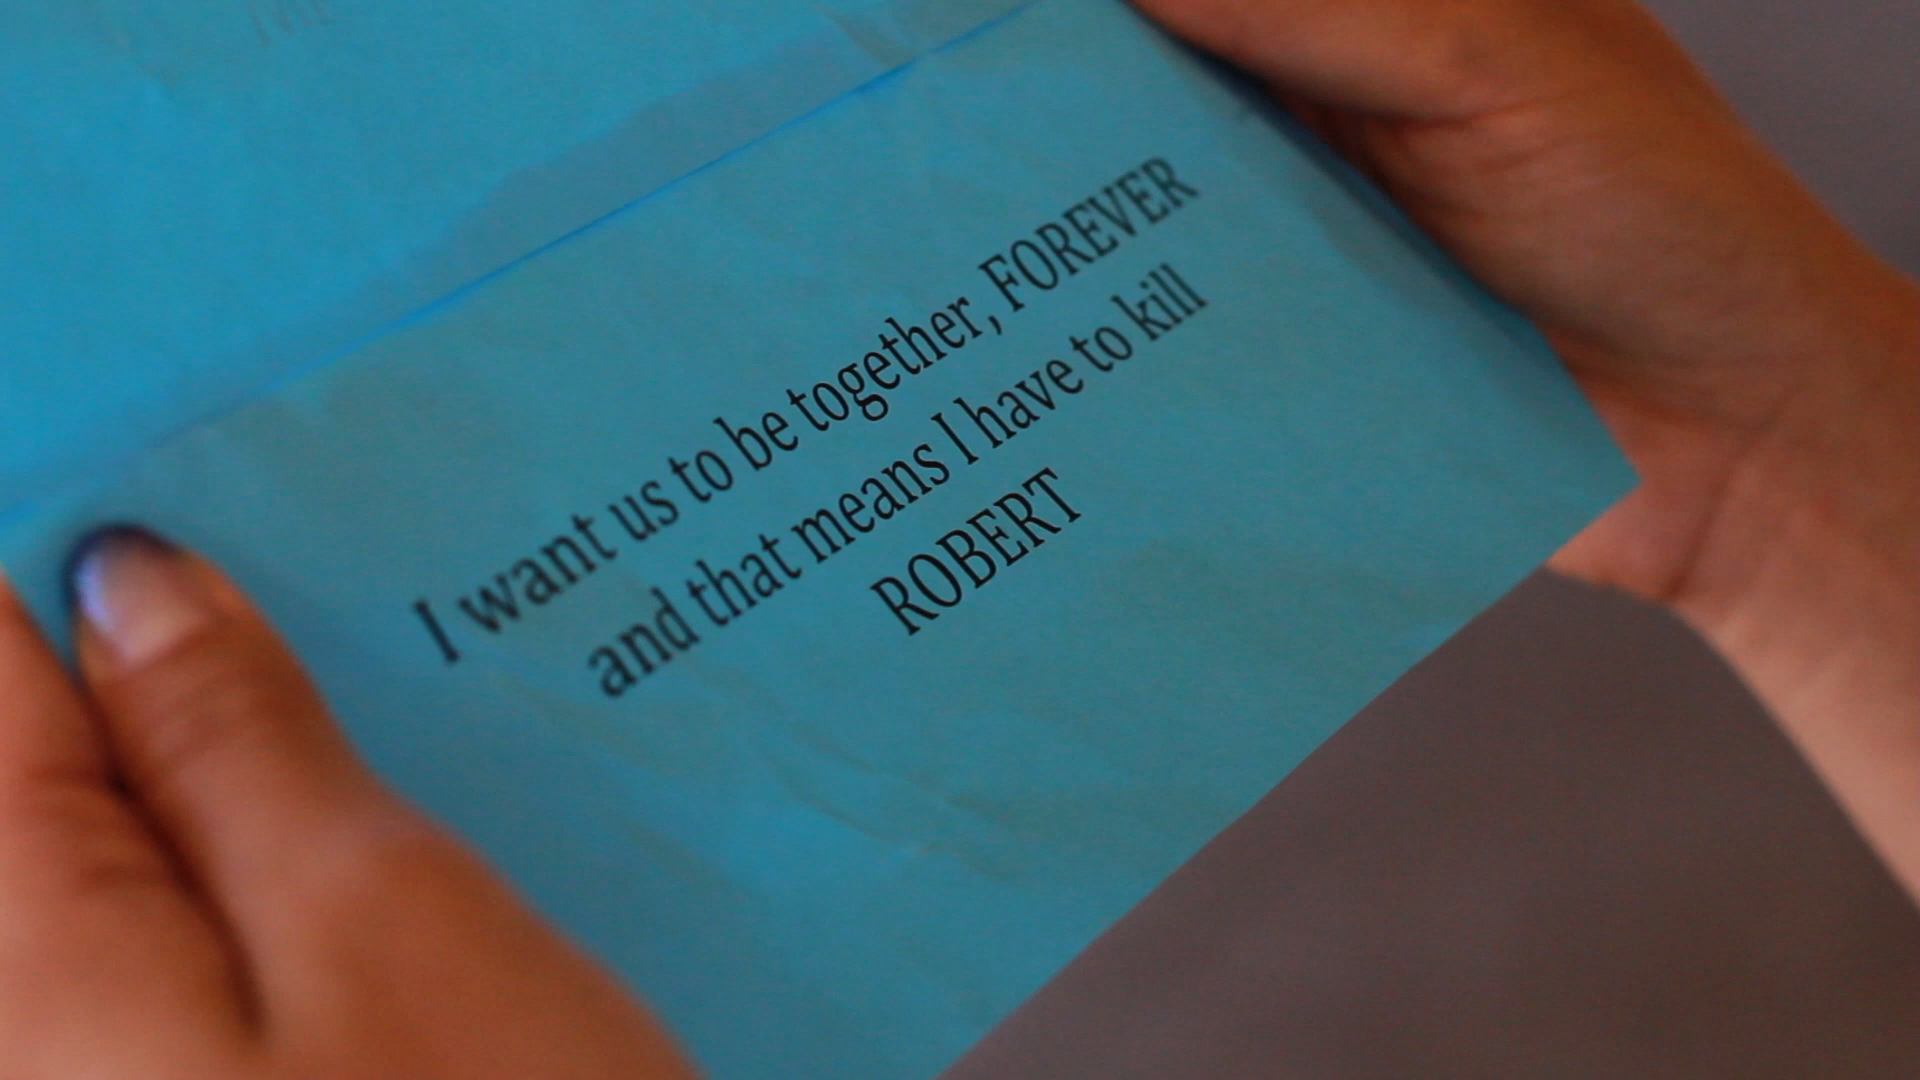 I want us to be together, FOREVER
and that means I have to kill
ROBERT